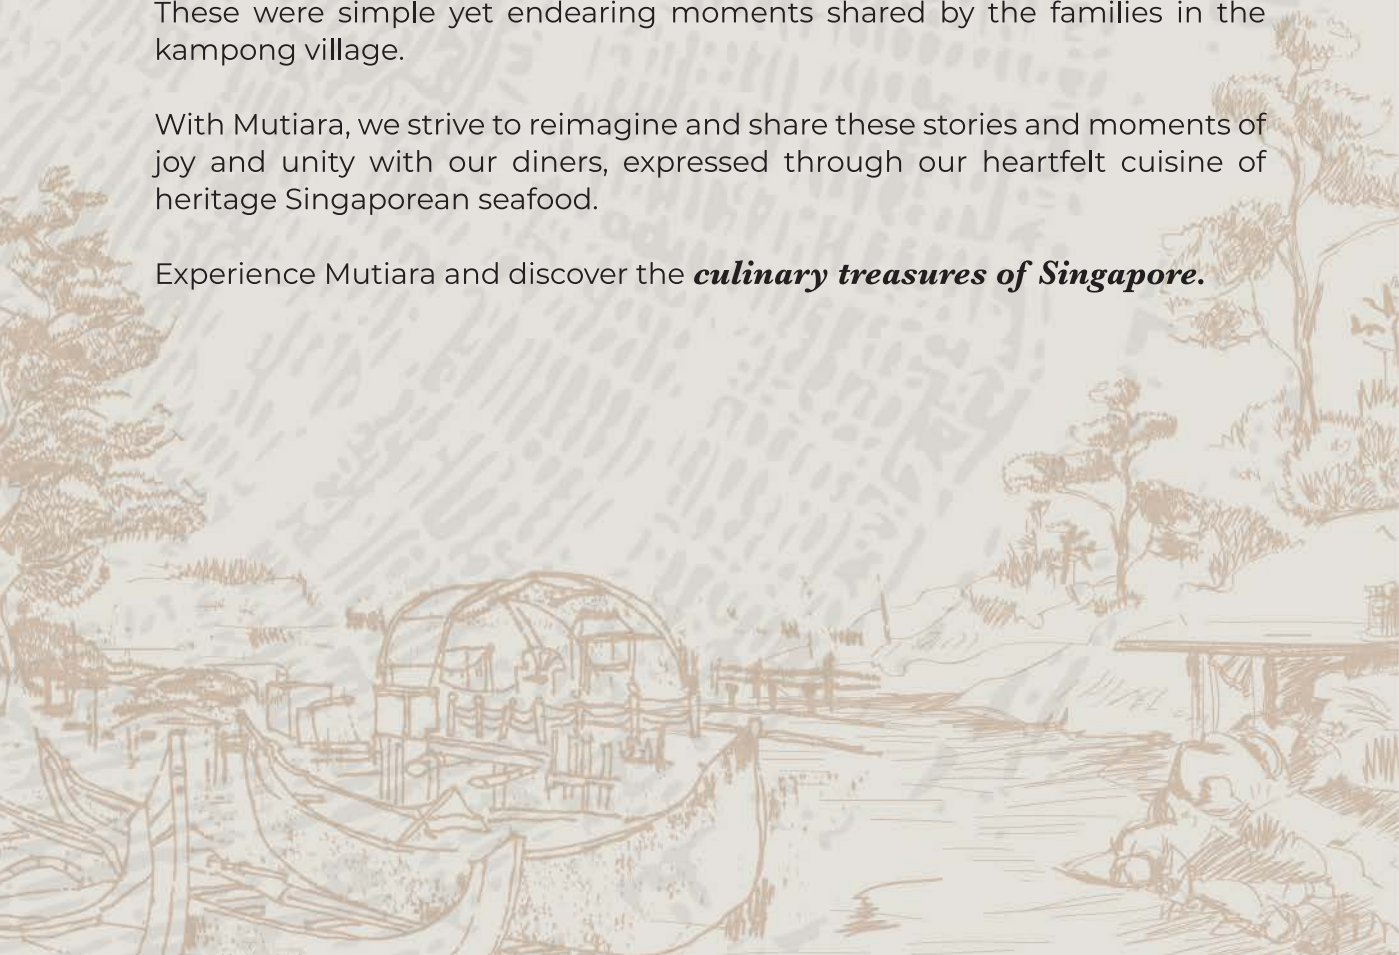 These were simple yet endearing moments shared by the families in the
kampong village.
With Mutiara, we strive to reimagine and share these stories and moments of
joy and unity with our diners, expressed through our heartfelt cuisine of
heritage Singaporean seafood.
Experience Mutiara and discover the culinary treasures of Singapore.